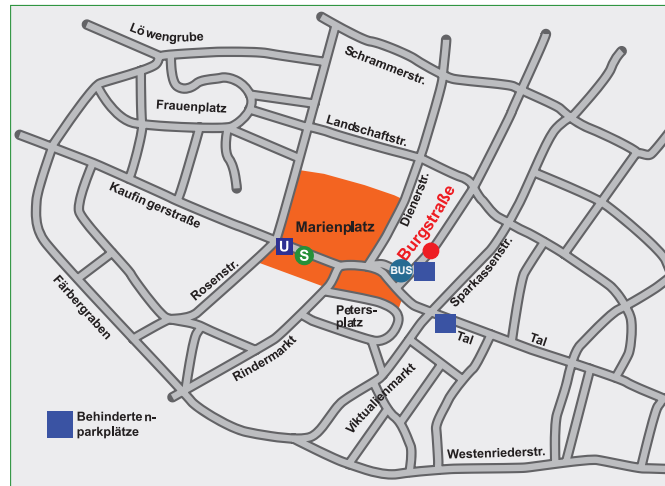 Löwengrube
Schrammerstr.
Frauenplatz
Landschaftstr.
Kaufingerstraße
Marienplatz
Dienerstr.
Burgstraße
U
S
BUS
Sparkassenstr.
Rosenstr.
Färbergraben
Peters-
platz
Rindermarkt
Tal
Tal
Viktualienmarkt
Behinderten-
parkplätze
Westenriederstr.